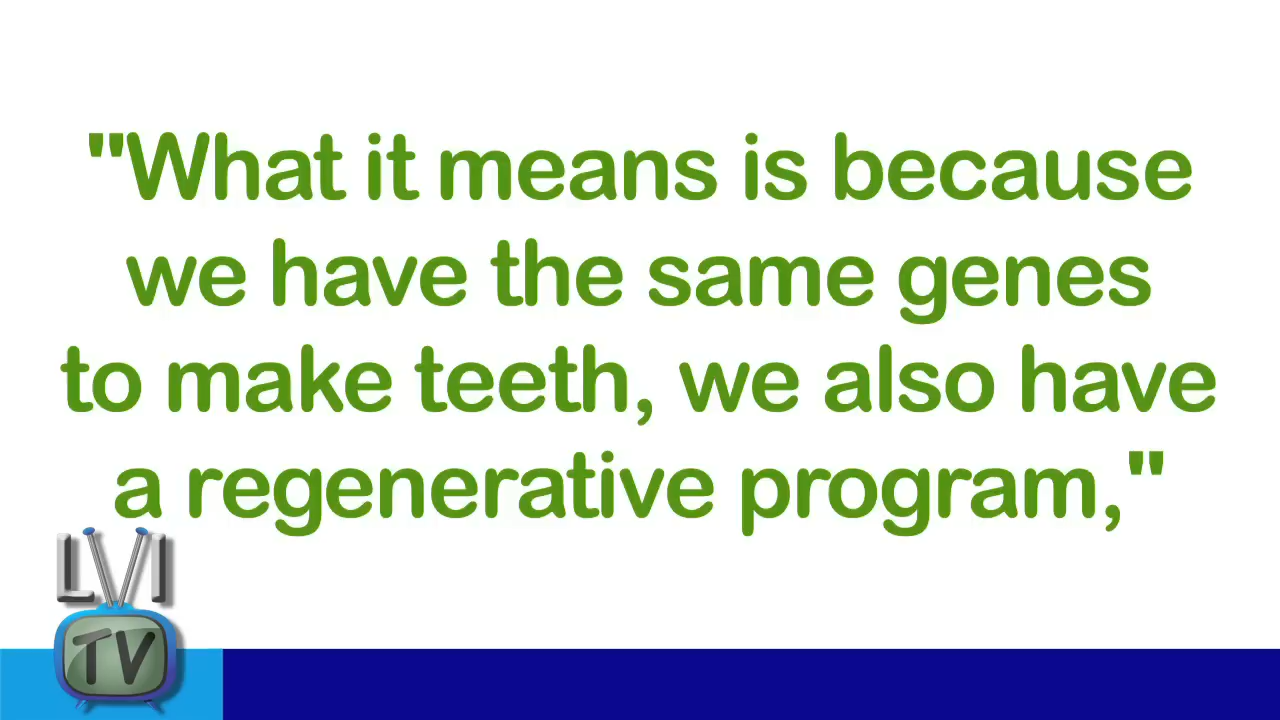 "What it means is because
we have the same genes
to make teeth, we also have
a regenerative program,"
LVI
TV